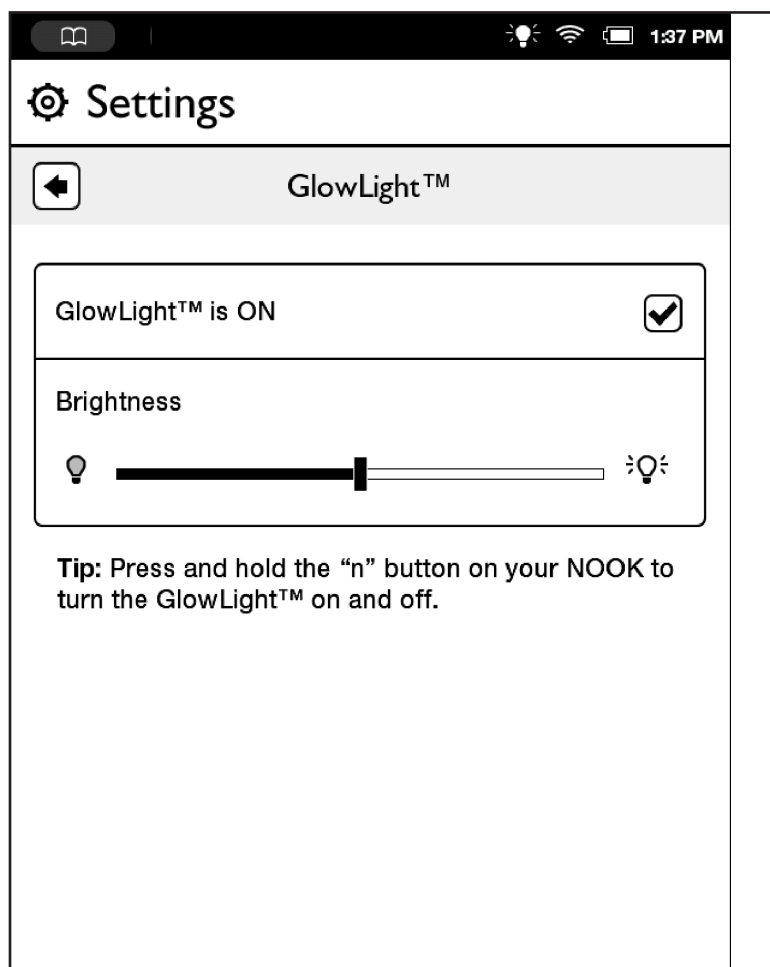 1:37 PM
Settings
GlowLight™
GlowLight™ is ON
Brightness
Tip: Press and hold the “n” button on your NOOK to
turn the GlowLight™ on and off.